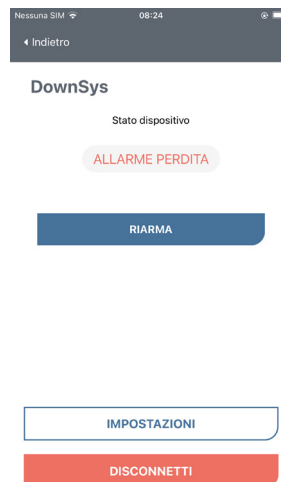 Nessuna SIM 08:24
Indietro
DownSys
Stato dispositivo
ALLARME PERDITA
RIARMA
IMPOSTAZIONI
DISCONNETTI